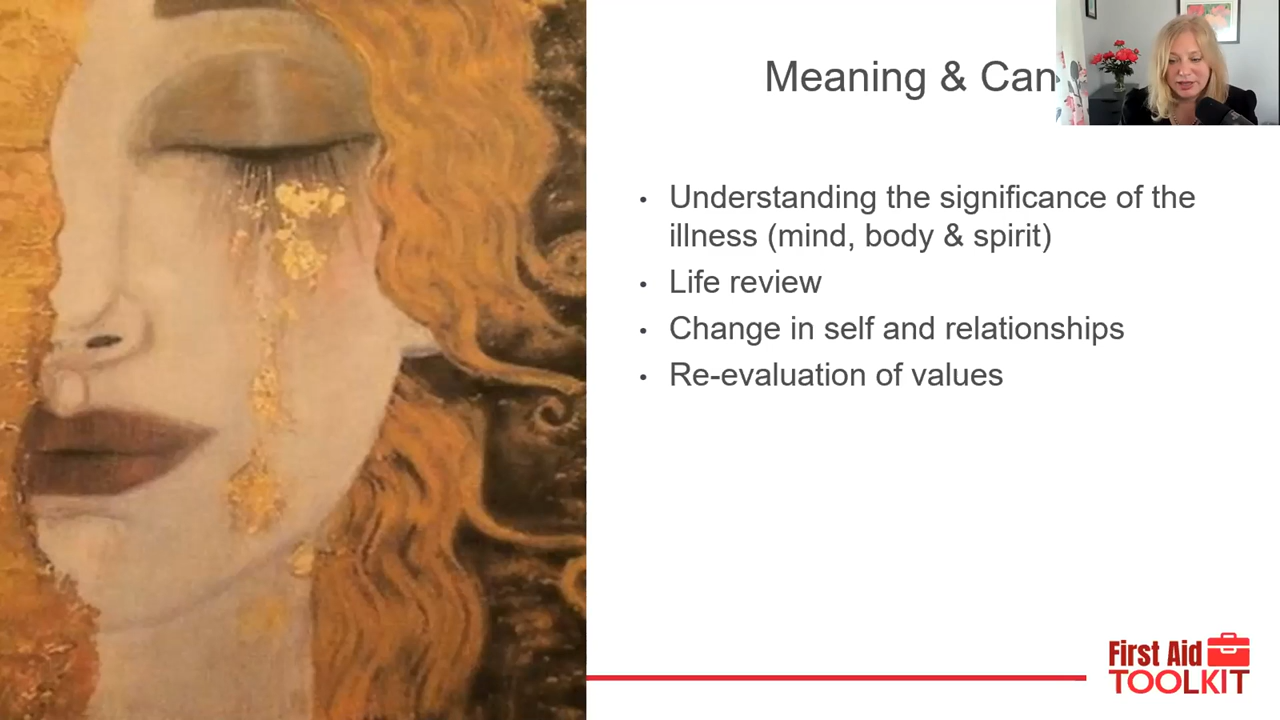 Meaning & Can
• Understanding the significance of the
illness (mind, body & spirit)
• Life review
• Change in self and relationships
• Re-evaluation of values
First Aid
TOOLKIT